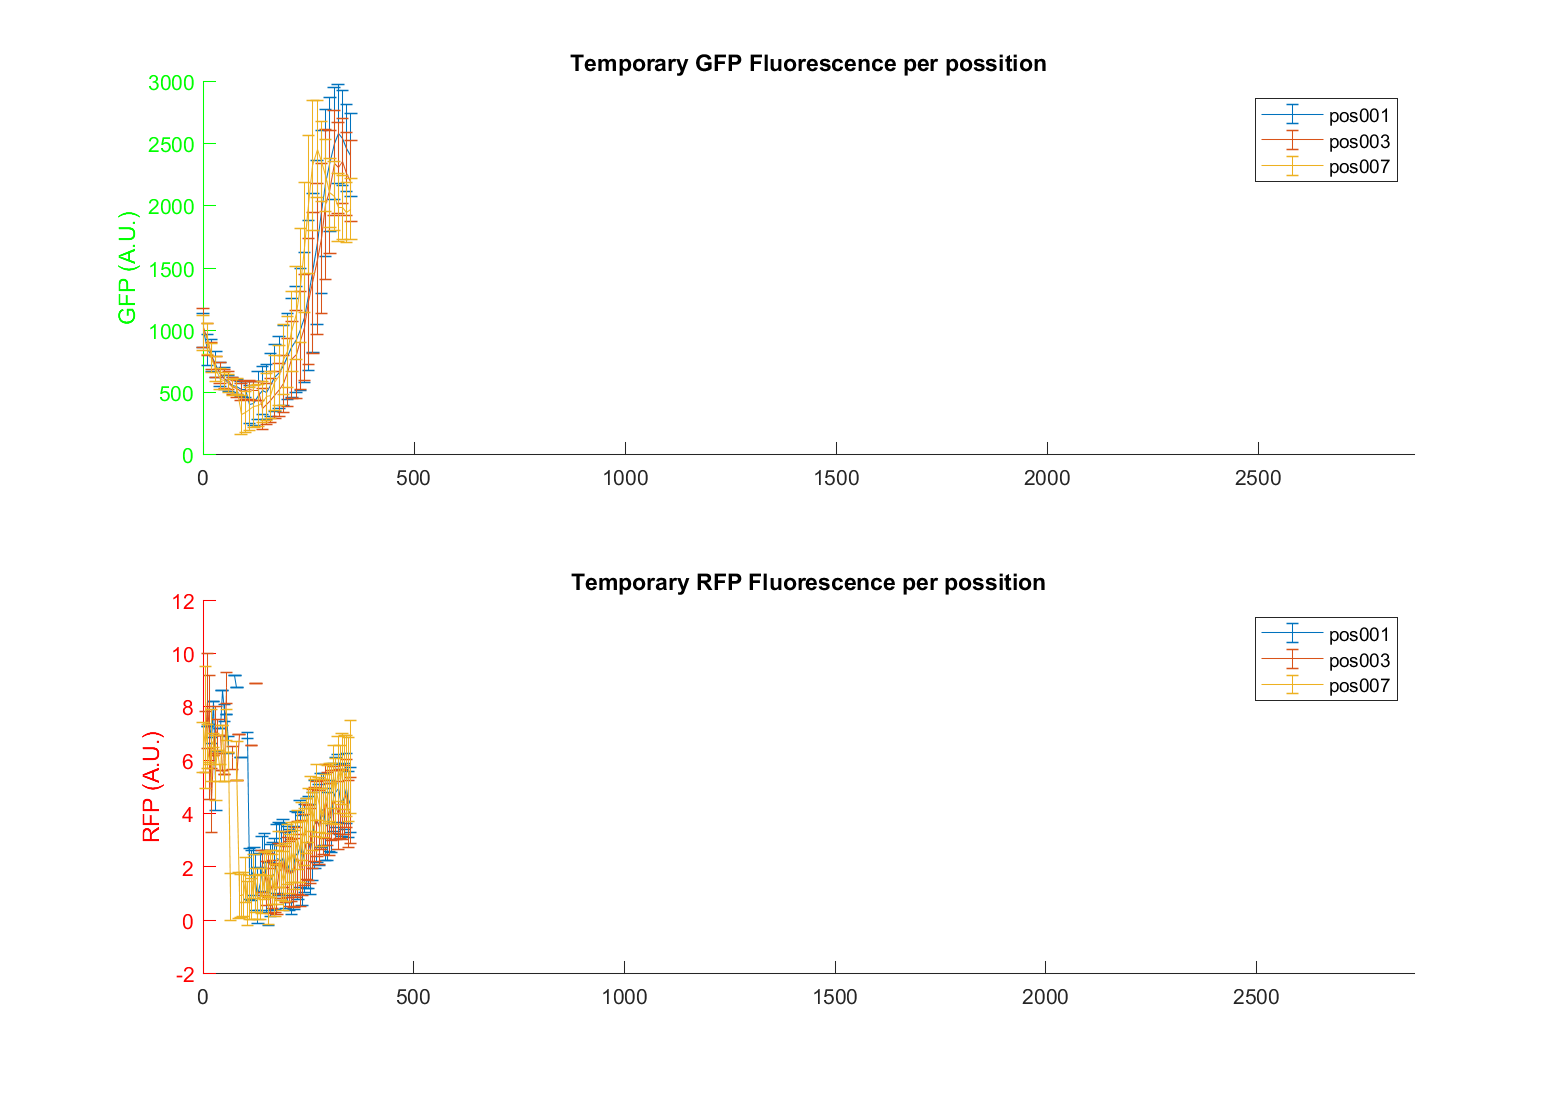 Temporary GFP Fluorescence per possition
3000
2500
2000
1500
1000
500
0
GFP (A.U.)
0 500 1000 1500 2000 2500
pos001
pos003
pos007
Temporary RFP Fluorescence per possition
12
10
8
6
4
2
0
-2
RFP (A.U.)
0 500 1000 1500 2000 2500
pos001
pos003
pos007